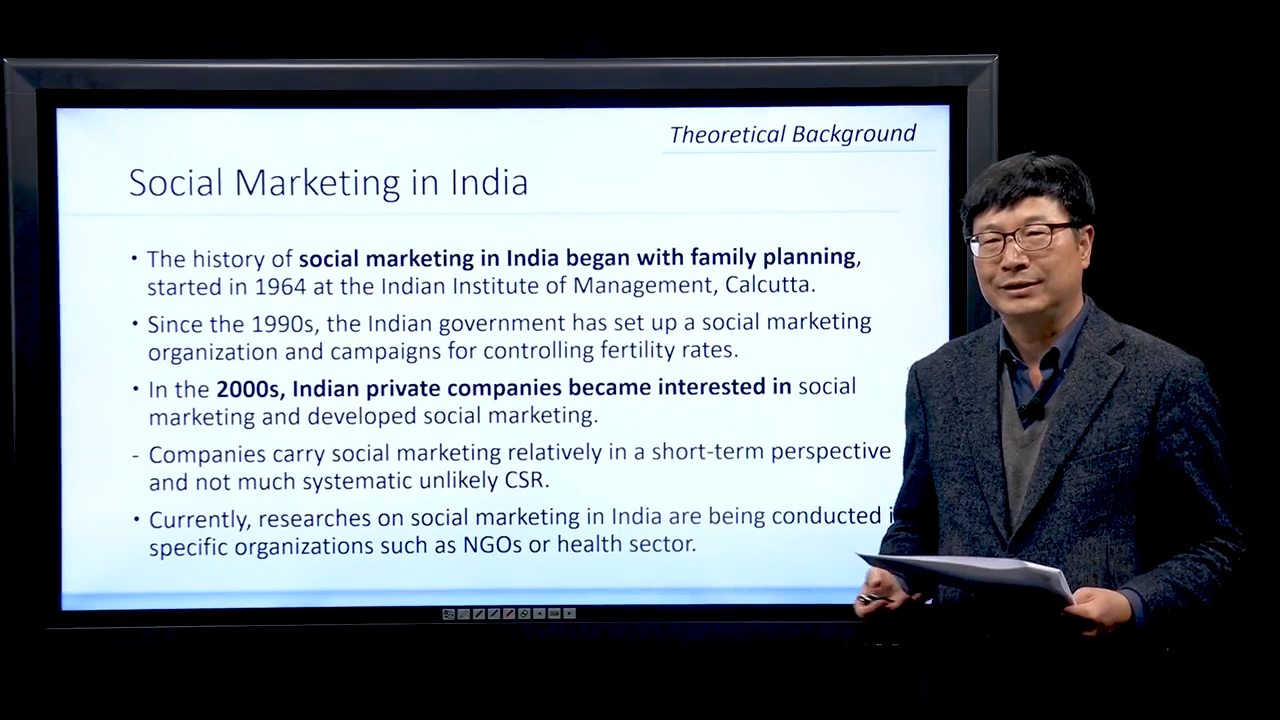 Theoretical Background
Social Marketing in India
• The history of social marketing in India began with family planning,
started in 1964 at the Indian Institute of Management, Calcutta.
• Since the 1990s, the Indian government has set up a social marketing
organization and campaigns for controlling fertility rates.
• In the 2000s, Indian private companies became interested in social
marketing and developed social marketing.
- Companies carry social marketing relatively in a short-term perspective
and not much systematic unlikely CSR.
• Currently, researches on social marketing in India are being conducted
specific organizations such as NGOs or health sector.